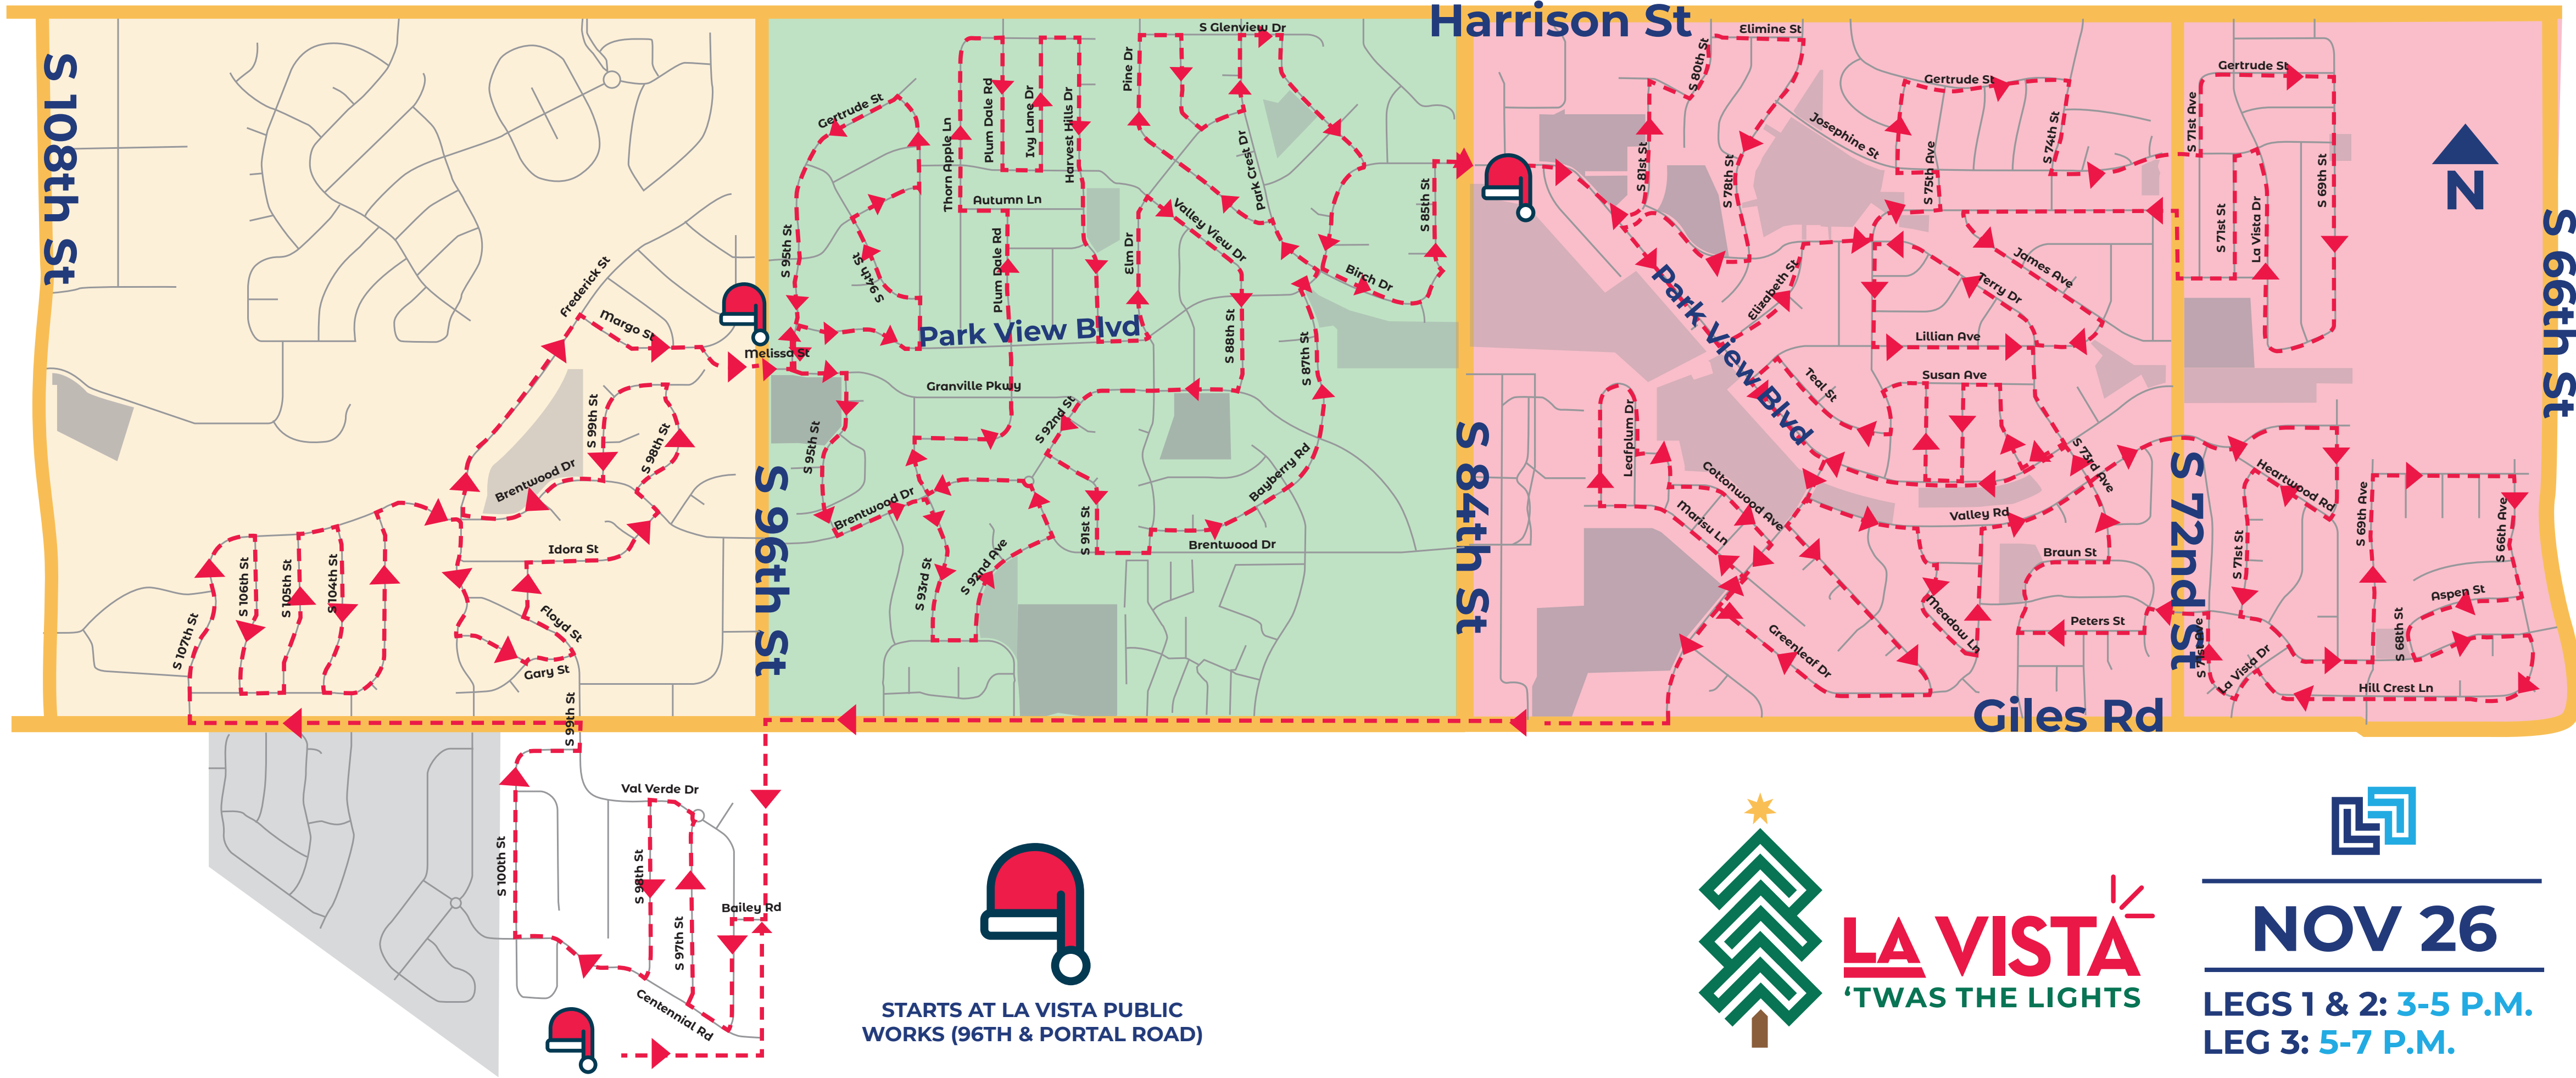 Harrison St
S 108th St
S 96th St
S 84th St
S 72nd St
S 66th St
Giles Rd
Park View Blvd
Park View Blvd
N
Frederick St
Margo St
Melissa St
S 99th St
S 98th St
Brentwood Dr
Idora St
Floyd St
Gary St
S 107th St
S 106th St
S 105th St
S 104th St
S 99th St
Gertrude St
S 95th St
S 94th St
Thorn Apple Ln
Plum Dale Rd
Ivy Lane Dr
Harvest Hills Dr
Autumn Ln
Plum Dale Rd
Pine Dr
S Glenview Dr
Park Crest Dr
Elm Dr
Valley View Dr
Birch Dr
S 85th St
S 88th St
S 87th St
Granville Pkwy
S 92nd St
S 95th St
Brentwood Dr
S 93rd St
S 92nd Ave
S 91st St
Bayberry Rd
Brentwood Dr
S 80th St
Elimine St
S 81st St
S 78th St
Josephine St
Gertrude St
S 75th Ave
S 74th St
Elizabeth St
James Ave
Terry Dr
Lillian Ave
Susan Ave
Teal St
Leafplum Dr
Cottonwood Ave
Marisu Ln
Valley Rd
S 73rd Ave
Braun St
Meadow Ln
Peters St
Greenleaf Dr
S 71st Ave
Gertrude St
S 69th St
S 71st St
La Vista Dr
Heartwood Rd
S 69th Ave
S 66th Ave
S 71st St
Aspen St
S 68th St
S 71st Ave
La Vista Dr
Hill Crest Ln
Val Verde Dr
S 100th St
S 98th St
S 97th St
Bailey Rd
Centennial Rd
STARTS AT LA VISTA PUBLIC
WORKS (96TH & PORTAL ROAD)
LA VISTA
‘TWAS THE LIGHTS
NOV 26
LEGS 1 & 2: 3-5 P.M.
LEG 3: 5-7 P.M.